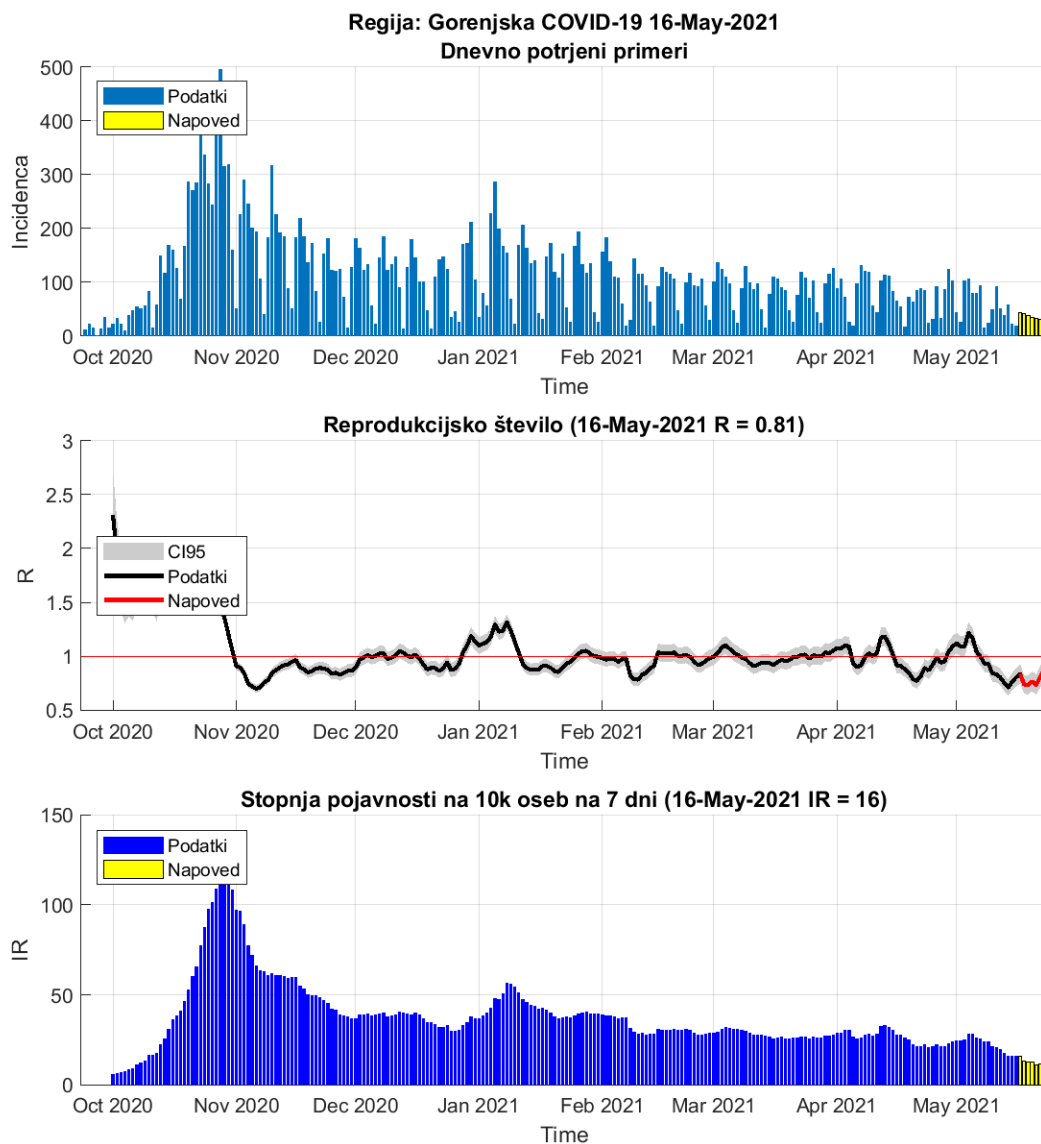 Regija: Gorenjska COVID-19 16-May-2021
Dnevno potrjeni primeri
500
400
300
200
100
0
Incidenca
Podatki
Napoved
Oct 2020 Nov 2020 Dec 2020 Jan 2021 Feb 2021 Mar 2021 Apr 2021 May 2021
Time
Reprodukcijsko število (16-May-2021 R = 0.81)
3
2.5
2
1.5
1
0.5
R
CI95
Podatki
Napoved
Oct 2020 Nov 2020 Dec 2020 Jan 2021 Feb 2021 Mar 2021 Apr 2021 May 2021
Time
Stopnja pojavnosti na 10k oseb na 7 dni (16-May-2021 IR = 16)
150
100
50
0
IR
Podatki
Napoved
Oct 2020 Nov 2020 Dec 2020 Jan 2021 Feb 2021 Mar 2021 Apr 2021 May 2021
Time